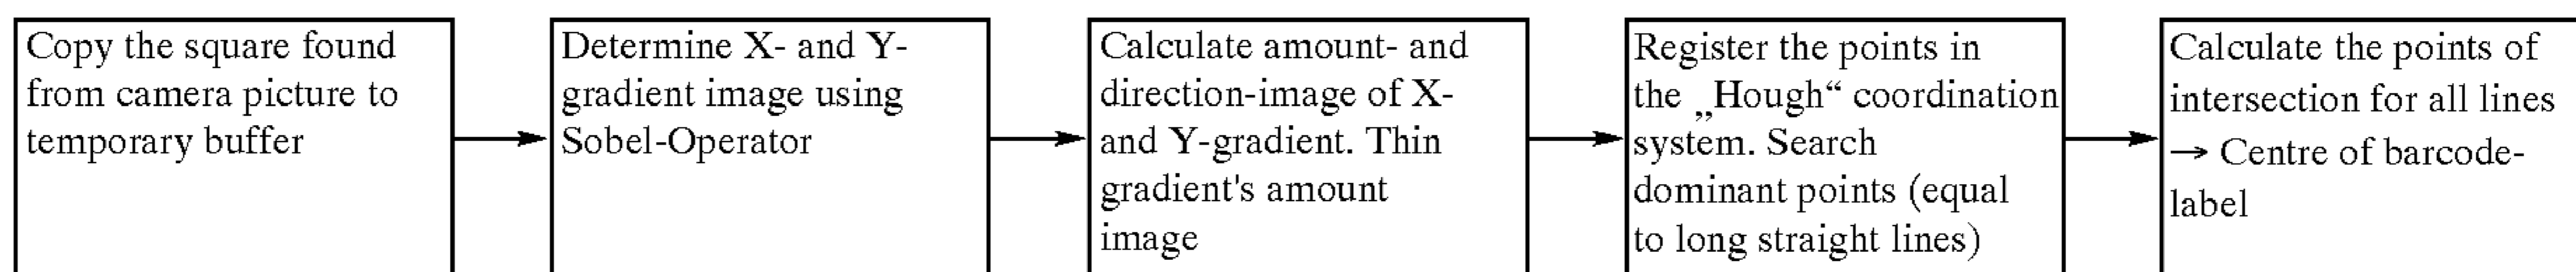 Copy the square found
from camera picture to
temporary buffer
Determine X- and Y-
gradient image using
Sobel-Operator
Calculate amount- and
direction-image of X-
and Y-gradient. Thin
gradient's amount
image
Register the points in
the „Hough“ coordination
system. Search
dominant points (equal
to long straight lines)
Calculate the points of
intersection for all lines
→ Centre of barcode-
label